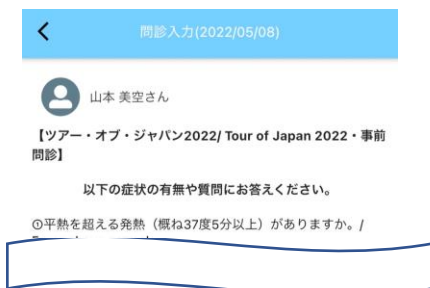 問診入力(2022/05/08)
山本 美空さん
【ツアー・オブ・ジャパン2022/ Tour of Japan 2022・事前
問診】
以下の症状の有無や質問にお答えください。
①平熱を超える発熱（概ね37度5分以上）がありますか。/